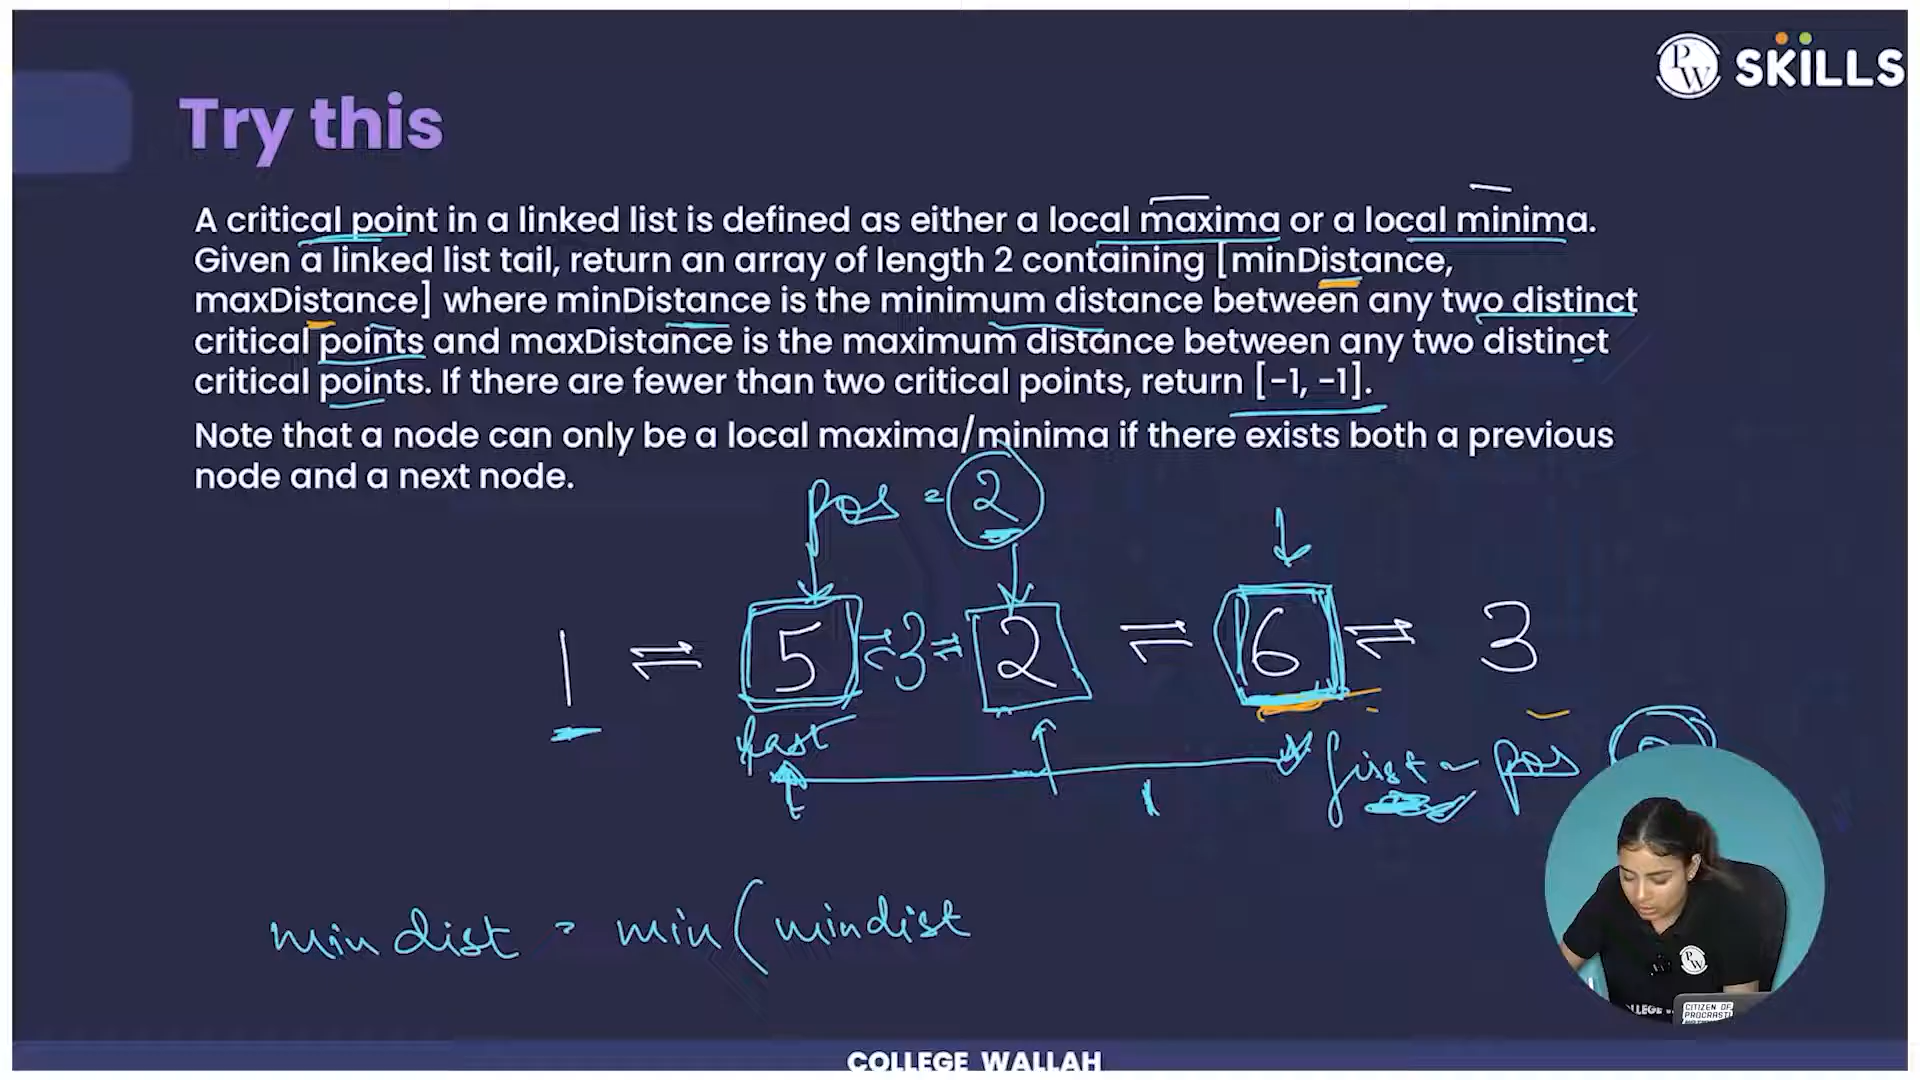 PW SKILLS
Try this
A critical point in a linked list is defined as either a local maxima or a local minima.
Given a linked list tail, return an array of length 2 containing [minDistance,
maxDistance] where minDistance is the minimum distance between any two distinct
critical points and maxDistance is the maximum distance between any two distinct
critical points. If there are fewer than two critical points, return [-1, -1].
Note that a node can only be a local maxima/minima if there exists both a previous
node and a next node.
pos = 2
1 ⇌ 5 ⇌ 3 ⇌ 2 ⇌ 6 ⇌ 3
first = pos
min dist = min (mindist
PW
CITIZEN OF
COLLEGE WALLAH